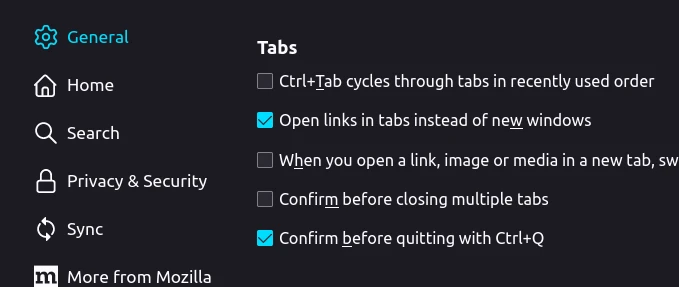 General
Home
Search
Privacy & Security
Sync
m
More from Mozilla
Tabs
Ctrl+Tab cycles through tabs in recently used order
Open links in tabs instead of new windows
When you open a link, image or media in a new tab, sw
Confirm before closing multiple tabs
Confirm before quitting with Ctrl+Q